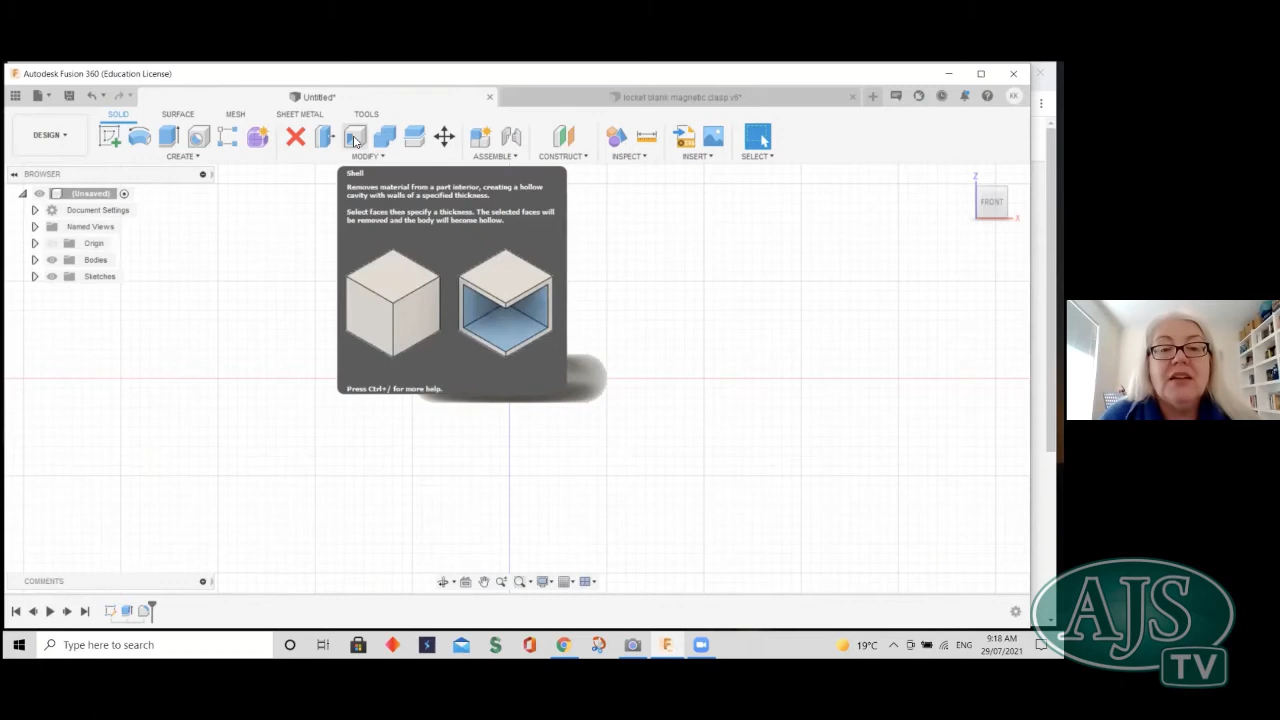 Autodesk Fusion 360 (Education License)
Untitled*
locket blank magnetic clasp v6*
KK
SOLID
SURFACE
MESH
SHEET METAL
TOOLS
DESIGN
CREATE
MODIFY
ASSEMBLE
CONSTRUCT
INSPECT
INSERT
SELECT
BROWSER
(Unsaved)
Document Settings
Named Views
Origin
Bodies
Sketches
Shell
Removes material from a part interior, creating a hollow
cavity with walls of a specified thickness.
Select faces then specify a thickness. The selected faces will
be removed and the body will become hollow.
Press Ctrl+/ for more help.
Z
FRONT
X
COMMENTS
Type here to search
19°C
ENG
9:18 AM
29/07/2021
AJS
TV